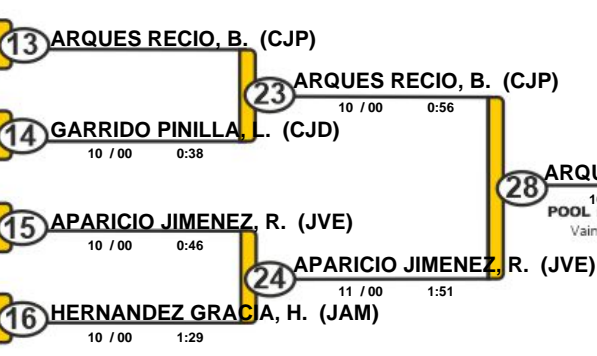 13 ARQUES RECIO, B. (CJP)
23 ARQUES RECIO, B. (CJP)
10 / 00 0:56
14 GARRIDO PINILLA, L. (CJD)
10 / 00 0:38
28 ARQU
POOL
Vain
15 APARICIO JIMENEZ, R. (JVE)
10 / 00 0:46
24 APARICIO JIMENEZ, R. (JVE)
11 / 00 1:51
16 HERNANDEZ GRACIA, H. (JAM)
10 / 00 1:29